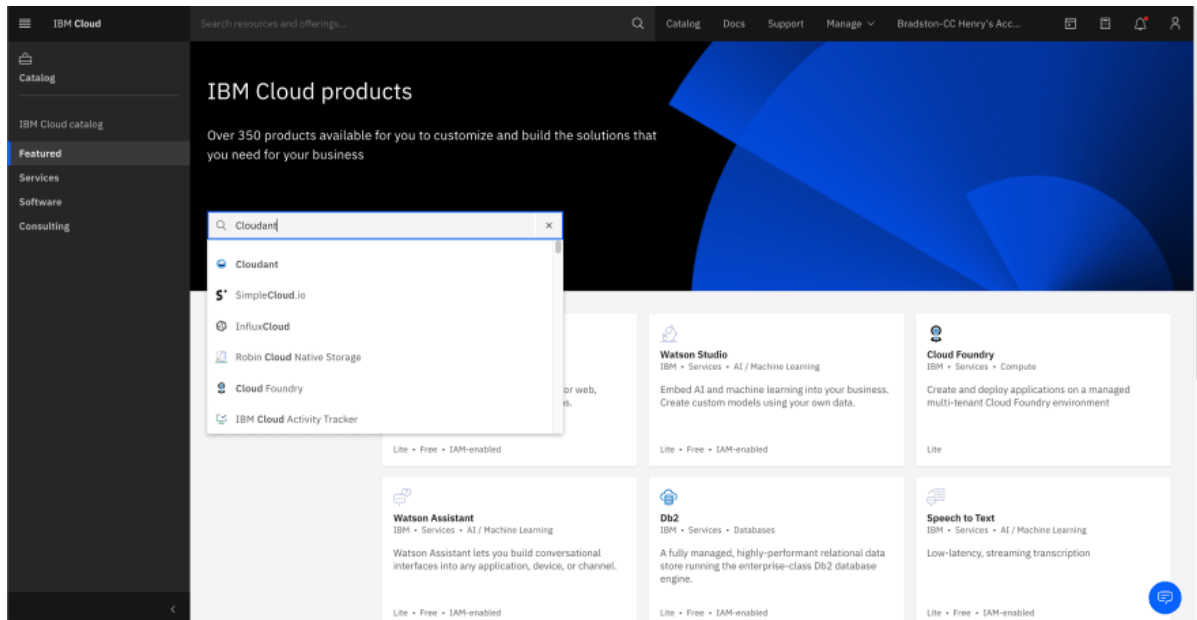 IBM Cloud
Search resources and offerings...
Catalog
Docs
Support
Manage
Bradston-CC Henry's Acc...
Catalog
IBM Cloud catalog
Featured
Services
Software
Consulting
IBM Cloud products
Over 350 products available for you to customize and build the solutions that
you need for your business
Cloudant
Cloudant
SimpleCloud.io
InfluxCloud
Robin Cloud Native Storage
Cloud Foundry
IBM Cloud Activity Tracker
or web,
Lite • Free • IAM-enabled
Watson Studio
IBM • Services • AI / Machine Learning
Embed AI and machine learning into your business.
Create custom models using your own data.
Lite • Free • IAM-enabled
Cloud Foundry
IBM • Services • Compute
Create and deploy applications on a managed
multi-tenant Cloud Foundry environment
Lite
Watson Assistant
IBM • Services • AI / Machine Learning
Watson Assistant lets you build conversational
interfaces into any application, device, or channel.
Lite • Free • IAM-enabled
Db2
IBM • Services • Databases
A fully managed, highly-performant relational data
store running the enterprise-class Db2 database
engine.
Lite • Free • IAM-enabled
Speech to Text
IBM • Services • AI / Machine Learning
Low-latency, streaming transcription
Lite • Free • IAM-enabled